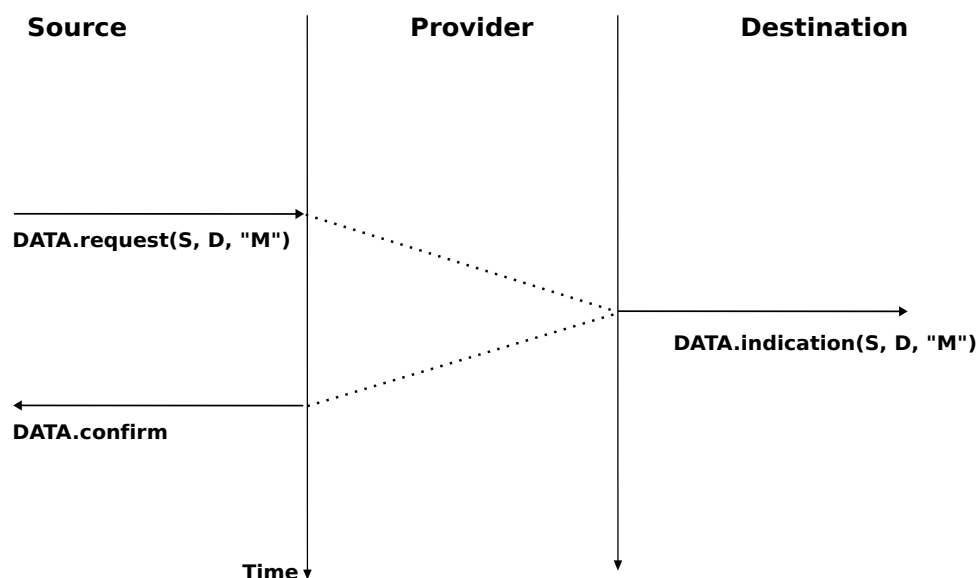 Source Provider Destination
DATA.request(S, D, "M")
DATA.indication(S, D, "M")
DATA.confirm
Time